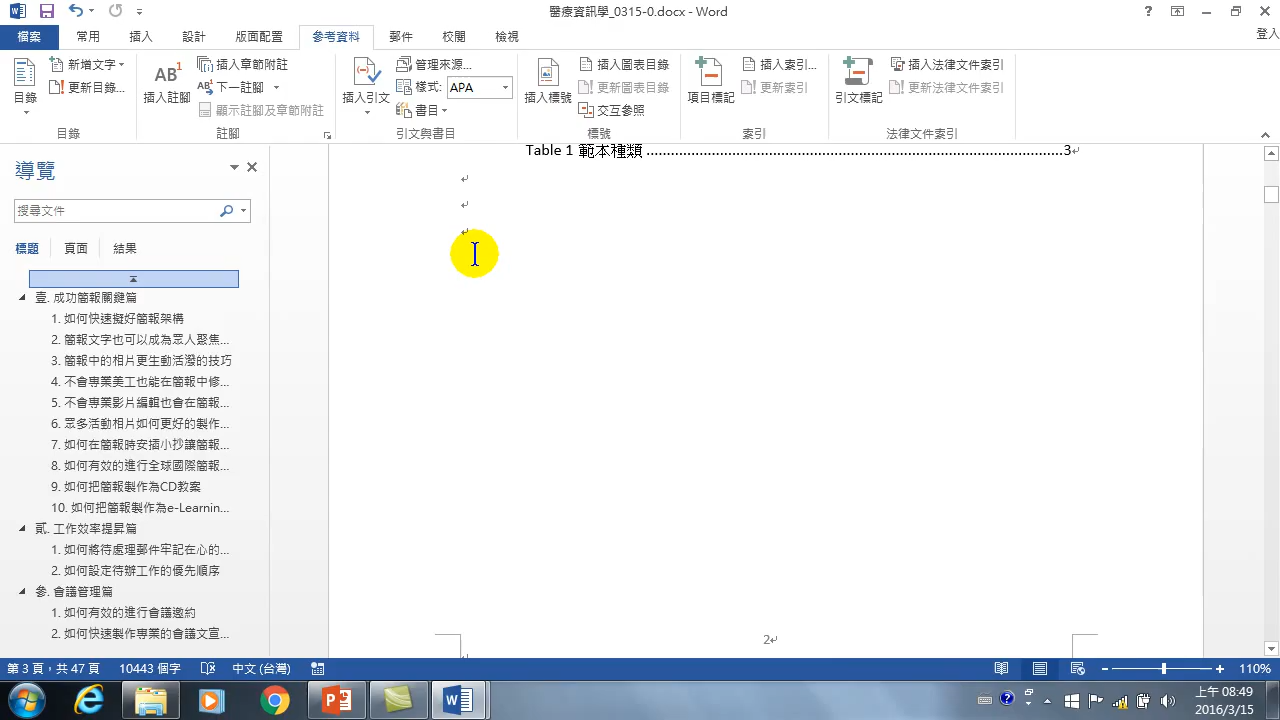 醫療資訊學_0315-0.docx - Word
?
登入
檔案 常用 插入 設計 版面配置 參考資料 郵件 校閱 檢視
目錄
新增文字
更新目錄...
目錄
AB1
插入註腳
插入章節附註
下一註腳
顯示註腳及章節附註
註腳
插入引文
管理來源...
樣式: APA
書目
引文與書目
插入標號
插入圖表目錄
更新圖表目錄
交互參照
標號
項目標記
插入索引...
更新索引
索引
引文標記
插入法律文件索引
更新法律文件索引
法律文件索引
導覽
搜尋文件
標題 頁面 結果
壹. 成功簡報關鍵篇
1. 如何快速擬好簡報架構
2. 簡報文字也可以成為眾人聚焦...
3. 簡報中的相片更生動活潑的技巧
4. 不會專業美工也能在簡報中修...
5. 不會專業影片編輯也會在簡報...
6. 眾多活動相片如何更好的製作...
7. 如何在簡報時安插小抄讓簡報...
8. 如何有效的進行全球國際簡報...
9. 如何把簡報製作為CD教案
10. 如何把簡報製作為e-Learnin...
貳. 工作效率提昇篇
1. 如何將待處理郵件牢記在心的...
2. 如何設定待辦工作的優先順序
參. 會議管理篇
1. 如何有效的進行會議邀約
2. 如何快速製作專業的會議文宣...
Table 1 範本種類 ........................................................................................................3
2
第 3 頁，共 47 頁 10443 個字 中文 (台灣) 110%
上午 08:49
2016/3/15